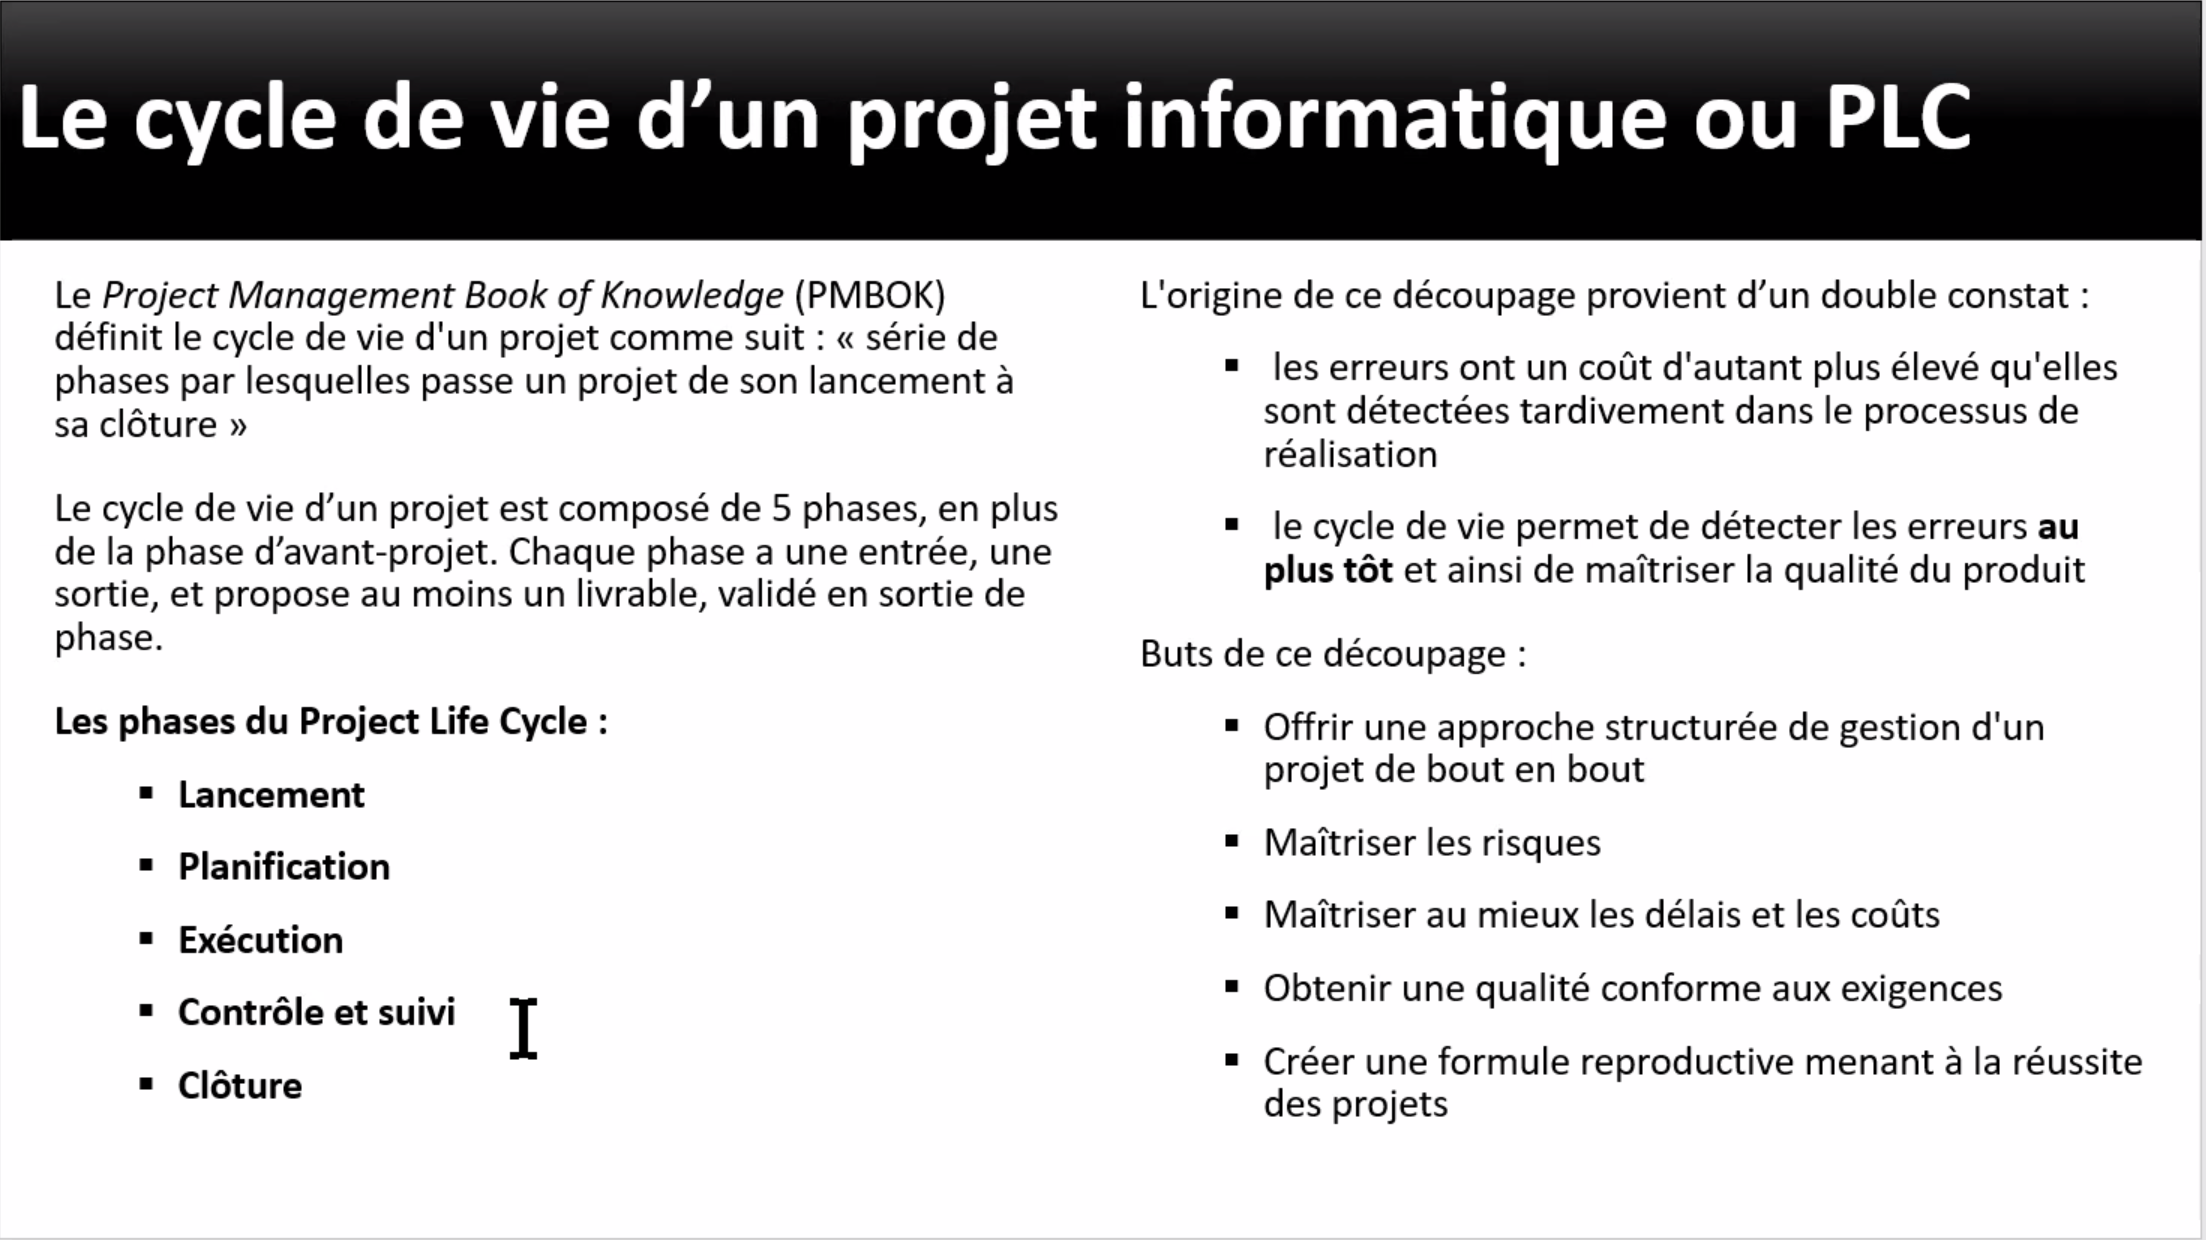 Le cycle de vie d’un projet informatique ou PLC
Le Project Management Book of Knowledge (PMBOK)
définit le cycle de vie d'un projet comme suit : « série de
phases par lesquelles passe un projet de son lancement à
sa clôture »
Le cycle de vie d’un projet est composé de 5 phases, en plus
de la phase d’avant-projet. Chaque phase a une entrée, une
sortie, et propose au moins un livrable, validé en sortie de
phase.
Les phases du Project Life Cycle :
▪ Lancement
▪ Planification
▪ Exécution
▪ Contrôle et suivi
▪ Clôture
L'origine de ce découpage provient d’un double constat :
▪ les erreurs ont un coût d'autant plus élevé qu'elles
sont détectées tardivement dans le processus de
réalisation
▪ le cycle de vie permet de détecter les erreurs au
plus tôt et ainsi de maîtriser la qualité du produit
Buts de ce découpage :
▪ Offrir une approche structurée de gestion d'un
projet de bout en bout
▪ Maîtriser les risques
▪ Maîtriser au mieux les délais et les coûts
▪ Obtenir une qualité conforme aux exigences
▪ Créer une formule reproductive menant à la réussite
des projets